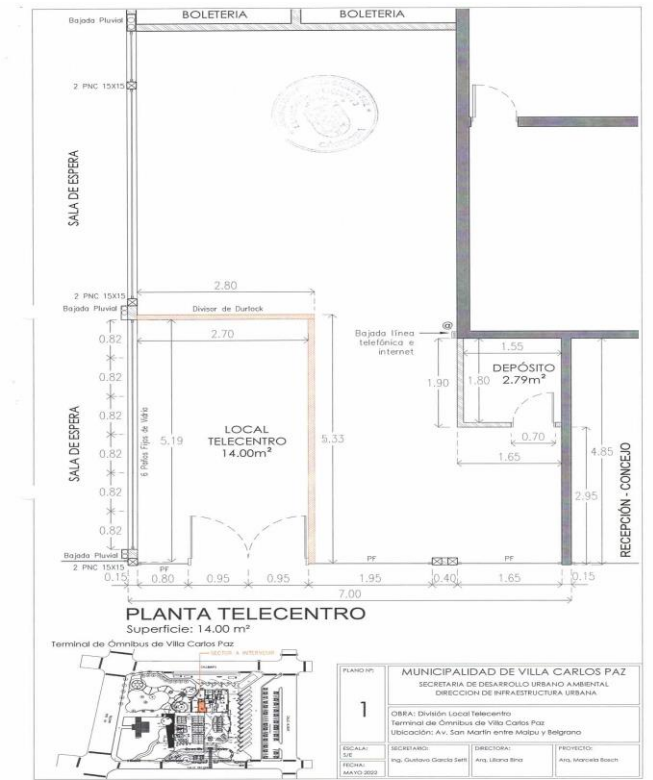 BOLETERIA
BOLETERIA
Bajada Pluvial
2 PNC 15X15
SALA DE ESPERA
2 PNC 15X15
Bajada Pluvial
2.80
Divisor de Durlock
2.70
@
Bajada línea
telefónica e
internet
0.82
0.82
0.82
0.82
0.82
0.82
SALA DE ESPERA
6 Paños Fijos de Vidrio
5.19
LOCAL
TELECENTRO
14.00m²
5.33
1.55
DEPÓSITO
2.79m²
1.90
1.80
0.70
1.65
4.85
2.95
RECEPCIÓN - CONCEJO
Bajada Pluvial
2 PNC 15X15
PF
PF
PF
0.15
0.80
0.95
0.95
1.95
0.40
1.65
0.15
7.00
PLANTA TELECENTRO
Superficie: 14.00 m²
Terminal de Ómnibus de Villa Carlos Paz
SECTOR A INTERVENIR
PLANO Nº:
1
MUNICIPALIDAD DE VILLA CARLOS PAZ
SECRETARIA DE DESARROLLO URBANO AMBIENTAL
DIRECCION DE INFRAESTRUCTURA URBANA
OBRA: División Local Telecentro
Terminal de Ómnibus de Villa Carlos Paz
Ubicación: Av. San Martín entre Maipu y Belgrano
ESCALA:
S/E
FECHA:
MAYO 2022
SECRETARIO:
Ing. Gustavo García Setti
DIRECTORA:
Arq. Liliana Bina
PROYECTO:
Arq. Marcela Bosch